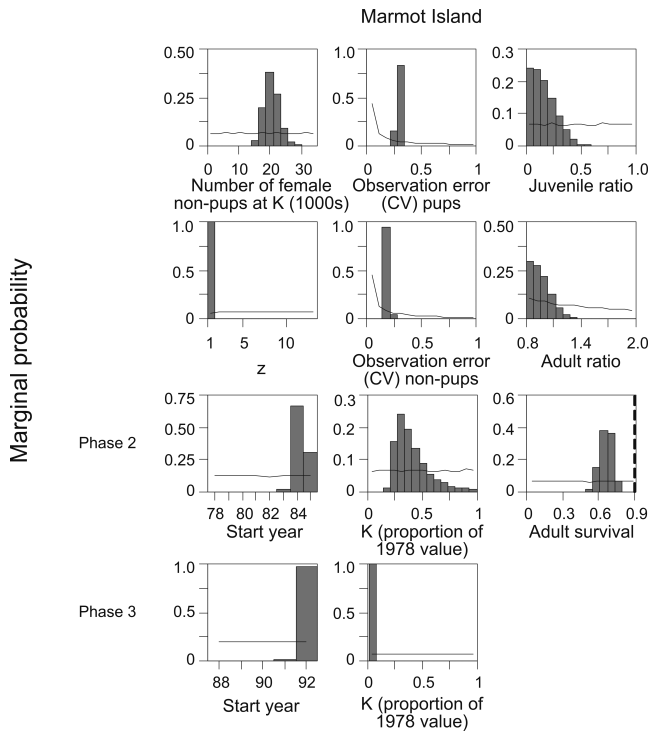 Marmot Island
0.50
0.25
0
0 10 20 30
Number of female
non-pups at K (1000s)
1.0
0.5
0
0 0.5 1
Observation error
(CV) pups
0.3
0.2
0.1
0
0 0.5 1.0
Juvenile ratio
1.0
0.5
0
1 5 10
z
1.0
0.5
0
0 0.5 1
Observation error
(CV) non-pups
0.50
0.25
0
0.8 1.4 2.0
Adult ratio
Marginal probability
Phase 2
0.75
0.50
0.25
0
78 80 82 84
Start year
0.3
0.2
0.1
0
0 0.5 1
K (proportion of
1978 value)
0.6
0.4
0.2
0
0 0.3 0.6 0.9
Adult survival
Phase 3
1.0
0.5
0
88 90 92
Start year
1.0
0.5
0
0 0.5 1
K (proportion of
1978 value)